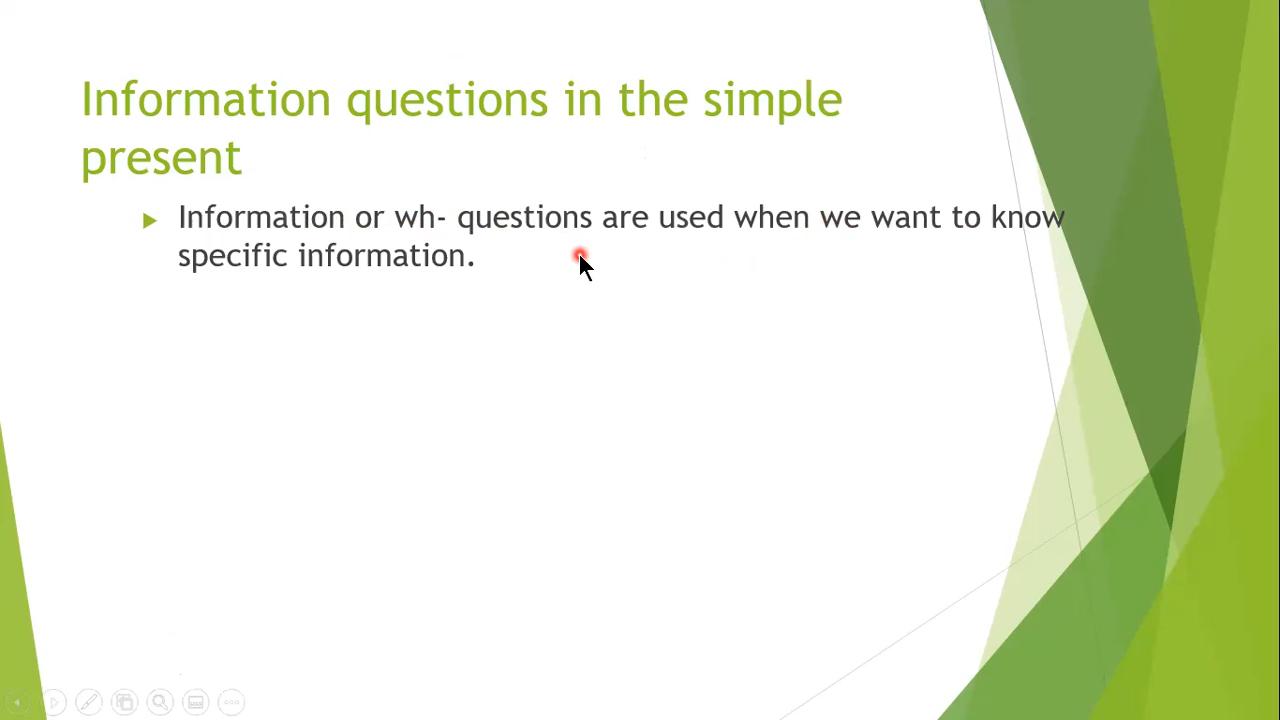 Information questions in the simple
present
Information or wh- questions are used when we want to know
specific information.